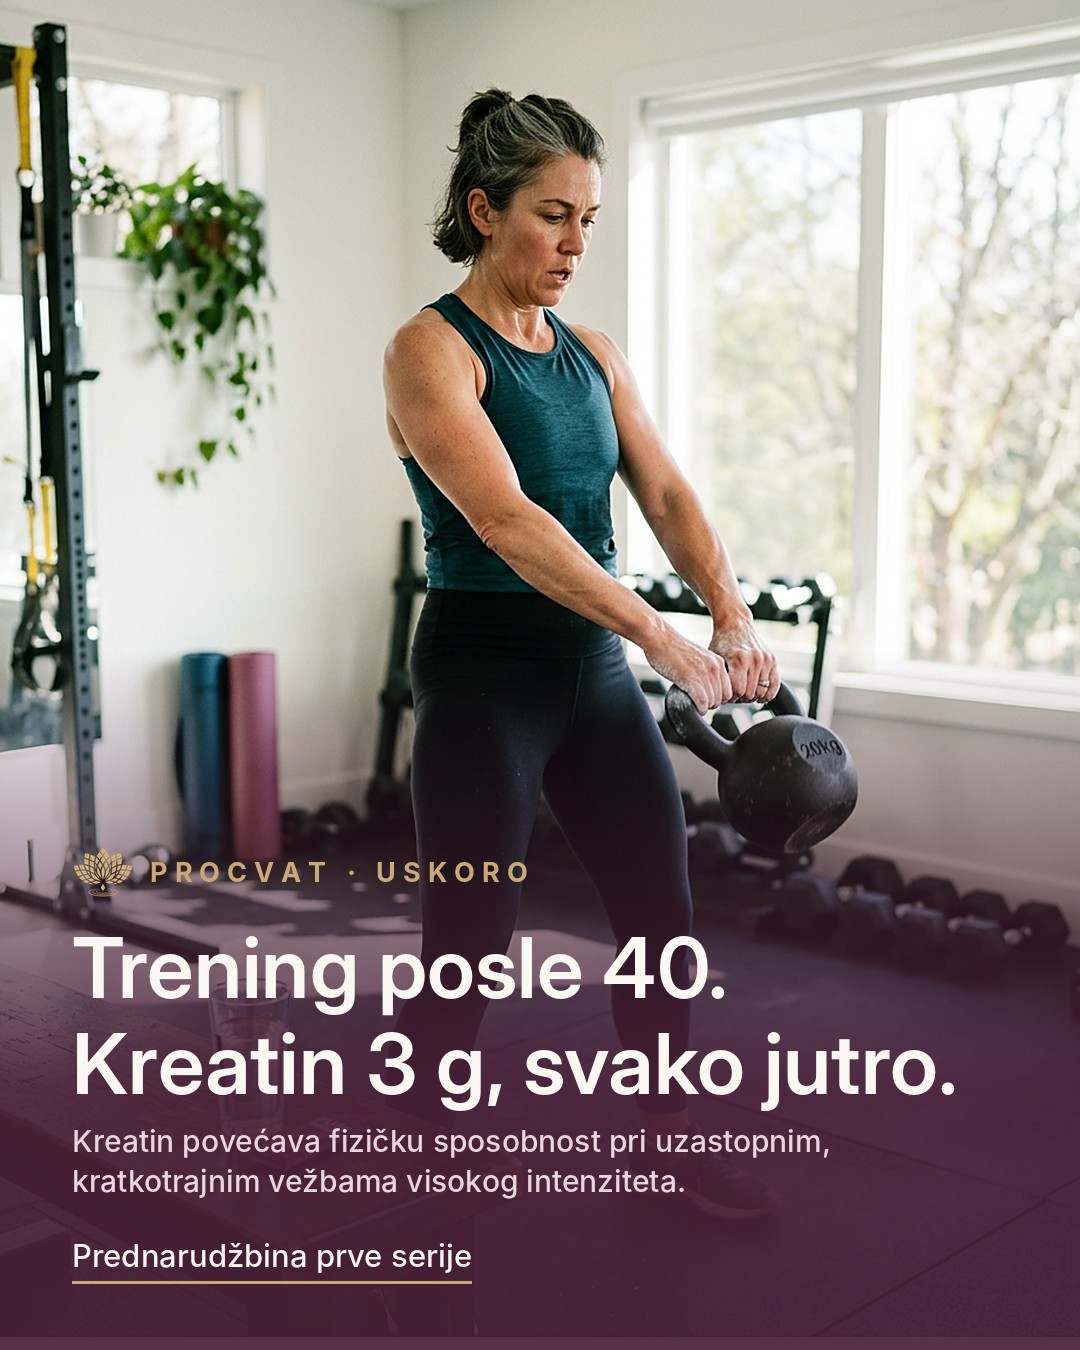 20kg
PROCVAT · USKORO
Trening posle 40.
Kreatin 3 g, svako jutro.
Kreatin povećava fizičku sposobnost pri uzastopnim,
kratkotrajnim vežbama visokog intenziteta.
Prednarudžbina prve serije